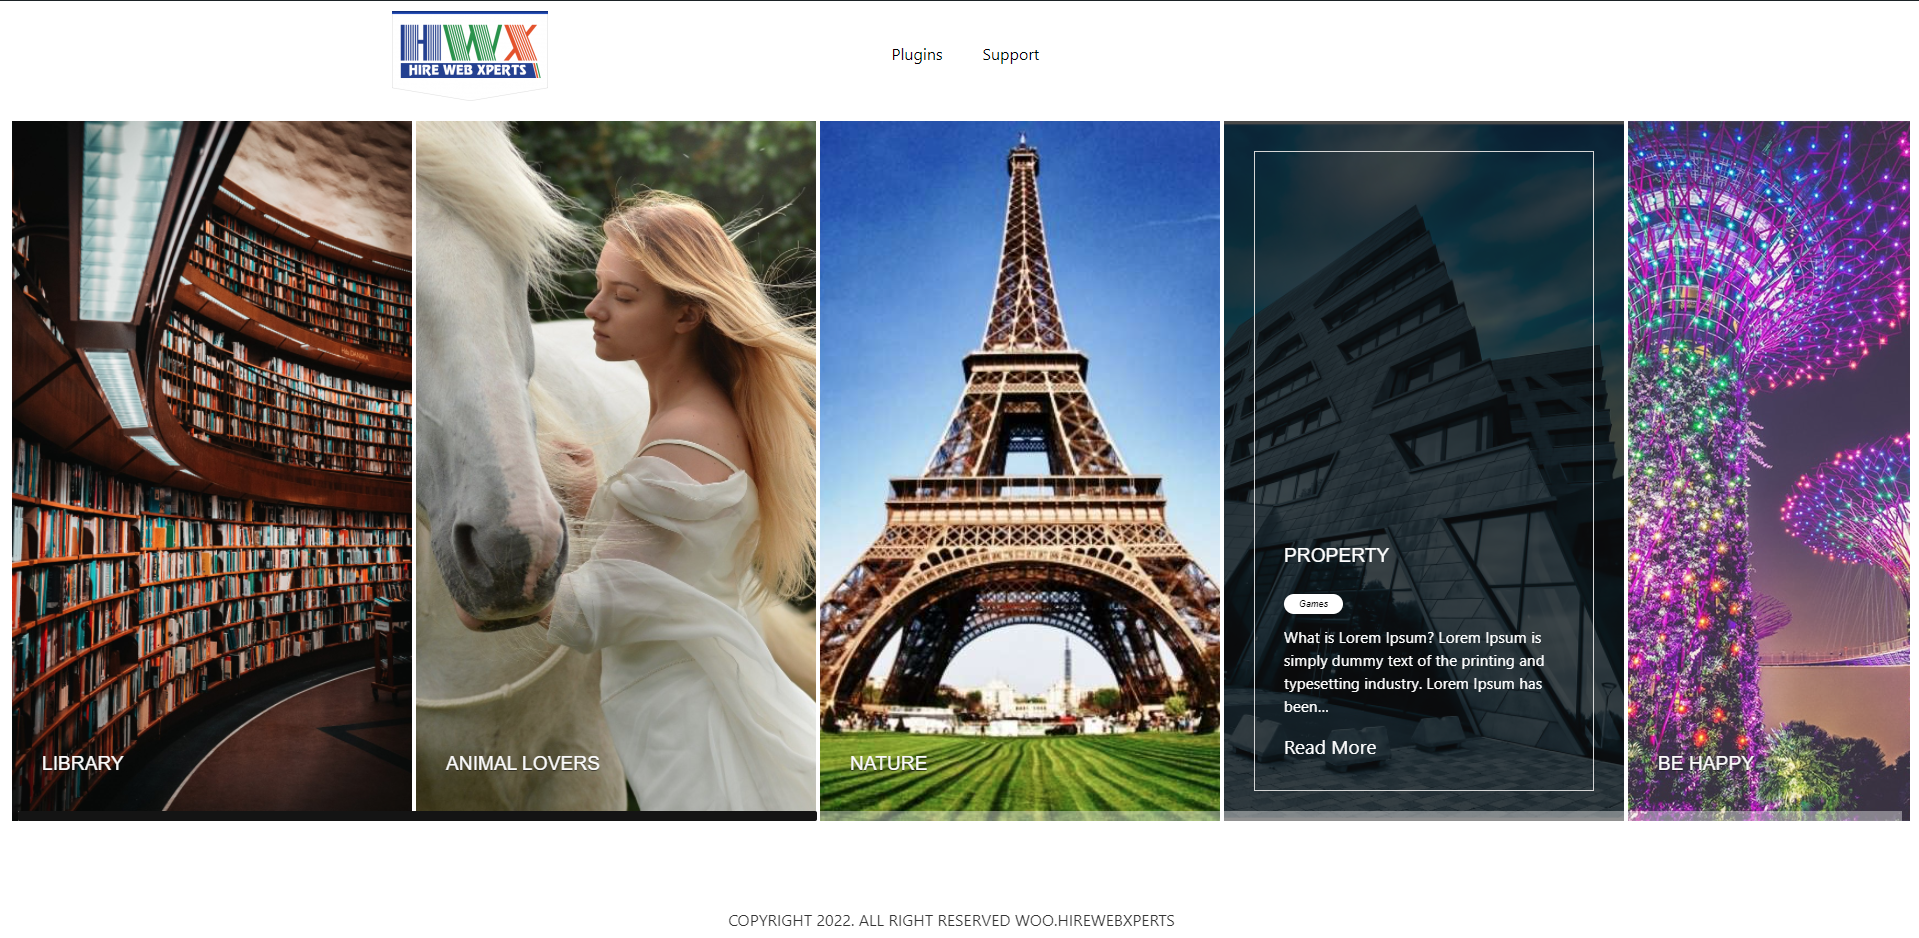 HWX
HIRE WEB XPERTS
Plugins
Support
LIBRARY
ANIMAL LOVERS
NATURE
PROPERTY
Games
What is Lorem Ipsum? Lorem Ipsum is
simply dummy text of the printing and
typesetting industry. Lorem Ipsum has
been...
Read More
BE HAPPY
COPYRIGHT 2022. ALL RIGHT RESERVED WOO.HIREWEBXPERTS